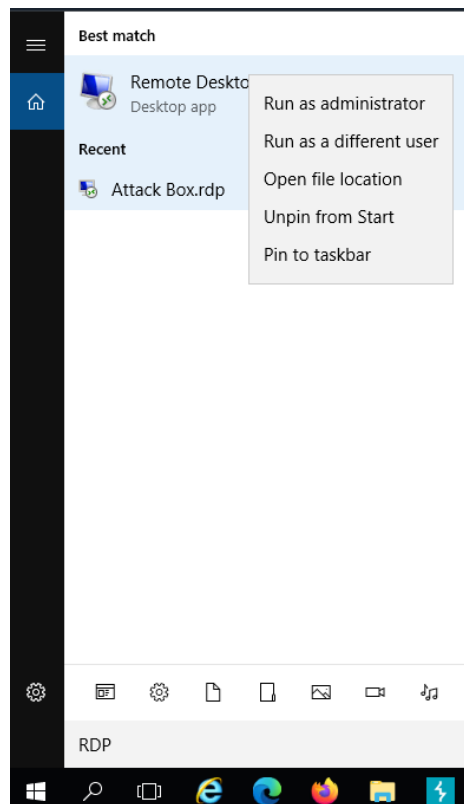 Best match
Remote Deskto
Desktop app
Run as administrator
Run as a different user
Open file location
Unpin from Start
Pin to taskbar
Recent
Attack Box.rdp
RDP